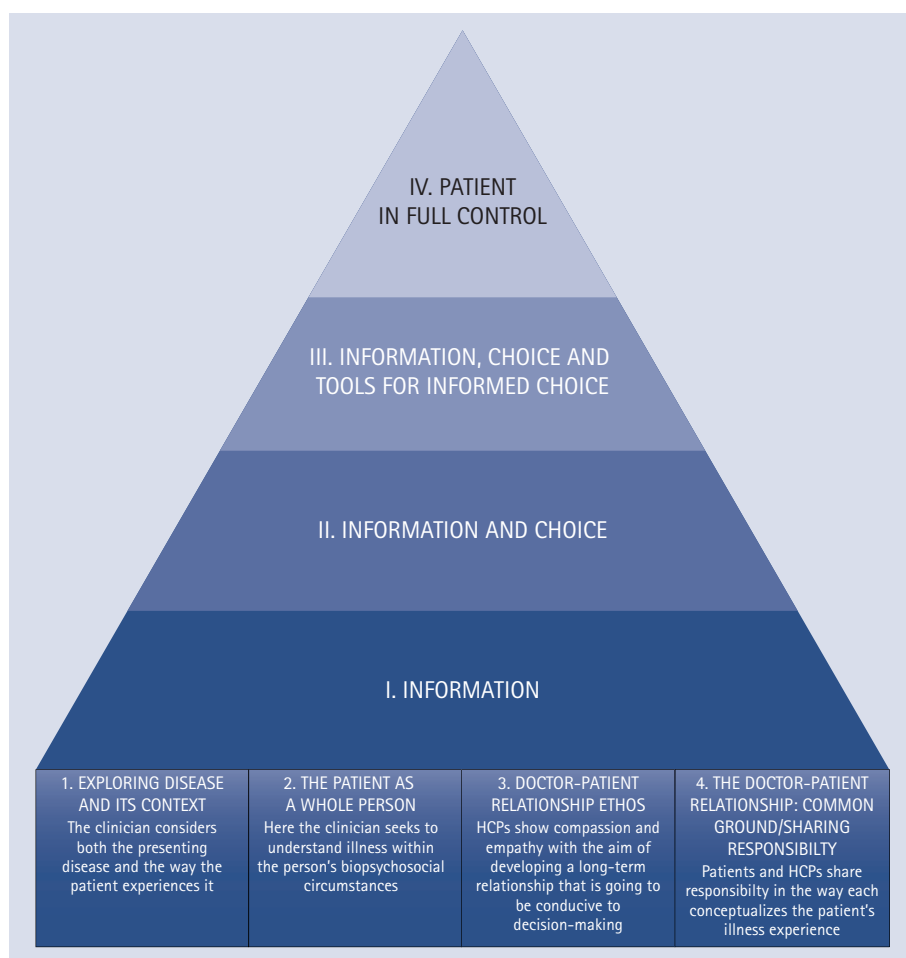 IV. PATIENT
IN FULL CONTROL
III. INFORMATION, CHOICE AND
TOOLS FOR INFORMED CHOICE
II. INFORMATION AND CHOICE
I. INFORMATION
1. EXPLORING DISEASE
AND ITS CONTEXT
The clinician considers
both the presenting
disease and the way the
patient experiences it
2. THE PATIENT AS
A WHOLE PERSON
Here the clinician seeks to
understand illness within
the person's biopsychosocial
circumstances
3. DOCTOR-PATIENT
RELATIONSHIP ETHOS
HCPs show compassion and
empathy with the aim of
developing a long-term
relationship that is going to
be conducive to
decision-making
4. THE DOCTOR-PATIENT
RELATIONSHIP: COMMON
GROUND/SHARING
RESPONSIBILTY
Patients and HCPs share
responsibilty in the way each
conceptualizes the patient's
illness experience